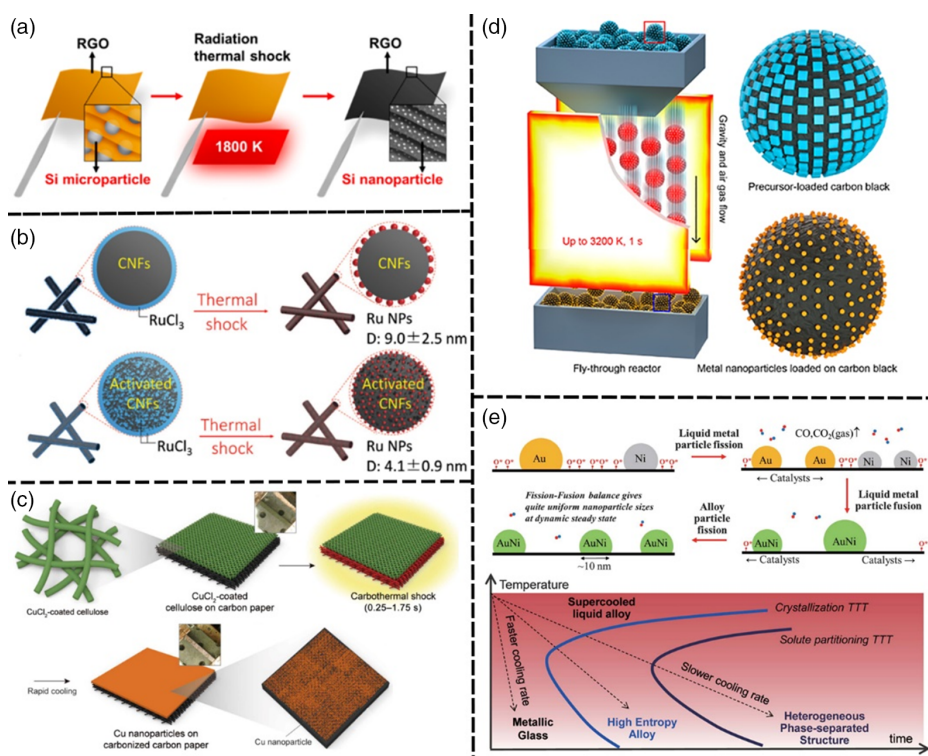 (a)
RGO
Radiation
thermal shock
RGO
1800 K
Si microparticle
Si nanoparticle
(b)
CNFs
RuCl3
Thermal
shock
CNFs
Ru NPs
D: 9.0±2.5 nm
Activated
CNFs
RuCl3
Thermal
shock
Activated
CNFs
Ru NPs
D: 4.1±0.9 nm
(c)
CuCl2-coated cellulose
CuCl2-coated
cellulose on carbon paper
Carbothermal shock
(0.25–1.75 s)
Rapid cooling
Cu nanoparticles on
carbonized carbon paper
Cu nanoparticle
(d)
Gravity and air gas flow
Up to 3200 K, 1 s
Fly-through reactor
Precursor-loaded carbon black
Metal nanoparticles loaded on carbon black
(e)
O* O* Au O* O* Ni O* O*
Liquid metal
particle fission
CO,CO2(gas)↑
O* Au Au O* O* Ni Ni O*
← Catalysts →
Liquid metal
particle fusion
Fission-Fusion balance gives
quite uniform nanoparticle sizes
at dynamic steady state
Alloy
particle
fission
AuNi AuNi AuNi
~10 nm
AuNi AuNi O*
←Catalysts
Catalysts→
Temperature
Supercooled
liquid alloy
Crystallization TTT
Solute partitioning TTT
Faster cooling rate
Slower cooling rate
Metallic
Glass
High Entropy
Alloy
Heterogeneous
Phase-separated
Structure
time